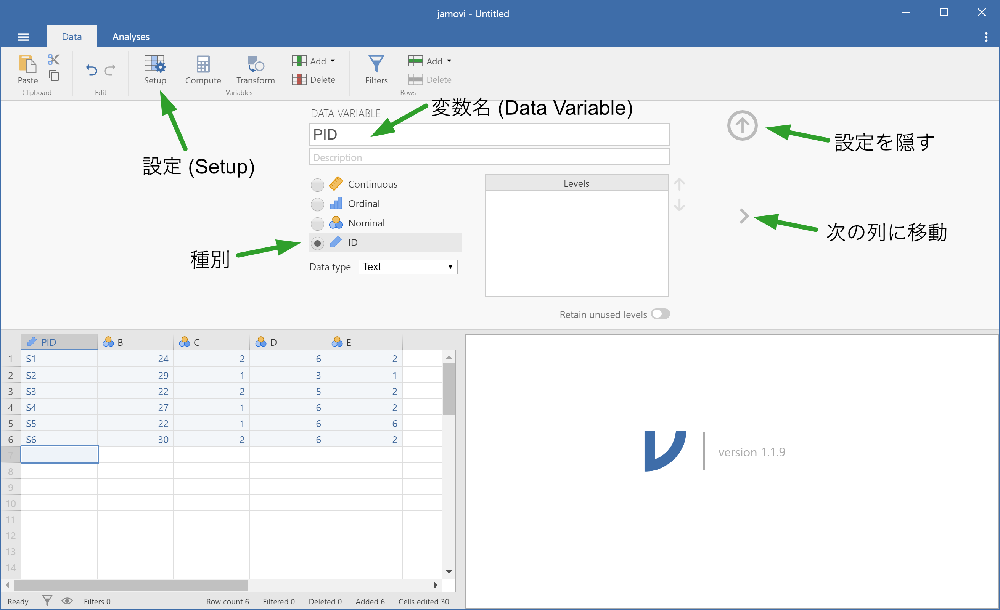 jamovi - Untitled
Data Analyses
Paste Setup Compute Transform Add Delete Filters Add Delete
Clipboard Edit Variables Rows
変数名 (Data Variable)
DATA VARIABLE
PID
設定を隠す
Description
設定 (Setup)
Continuous
Levels
Ordinal
Nominal
次の列に移動
ID
種別
Data type Text
Retain unused levels
PID B C D E
1 S1 24 2 6 2
2 S2 29 1 3 1
3 S3 22 2 5 2
4 S4 27 1 6 2
5 S5 22 1 6 6
6 S6 30 2 6 2
7
8
9
10
11
12
13
14
version 1.1.9
Ready Filters 0 Row count 6 Filtered 0 Deleted 0 Added 6 Cells edited 30